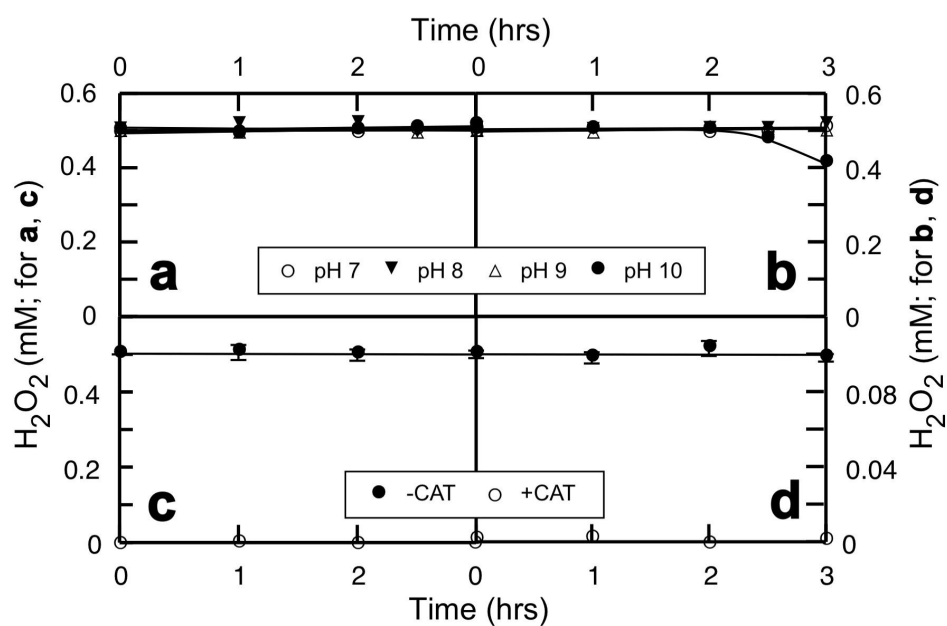 Time (hrs)
0 1 2 0 1 2 3
0.6 0.6
0.4 0.4
0.2 0.2
a b
○ pH 7 ▼ pH 8 △ pH 9 ● pH 10
0 0
H₂O₂ (mM; for a, c)
H₂O₂ (mM; for b, d)
0.4 0.08
0.2 0.04
c d
● -CAT ○ +CAT
0 0
0 1 2 0 1 2 3
Time (hrs)